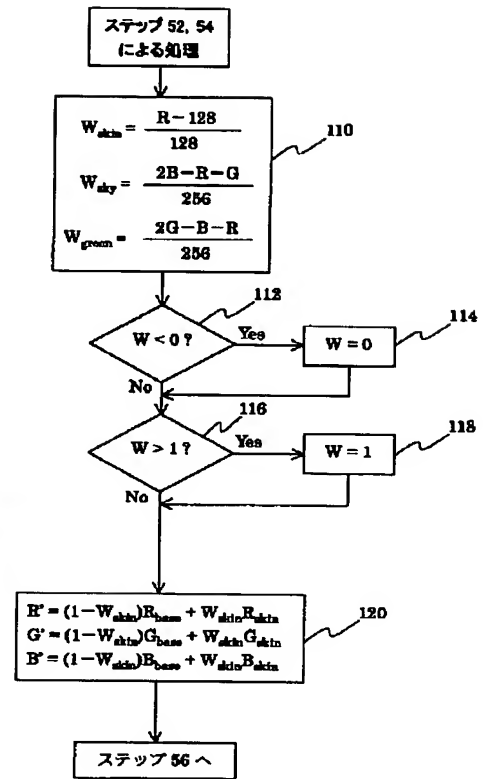 ステップ 52, 54
による処理
W_skin = (R−128)/128
110
W_sky = (2B−R−G)/256
W_green = (2G−B−R)/256
112
W < 0 ?
Yes
W = 0
114
No
116
W > 1 ?
Yes
W = 1
118
No
R' = (1−W_skin)R_base + W_skin R_skin
G' = (1−W_skin)G_base + W_skin G_skin
B' = (1−W_skin)B_base + W_skin B_skin
120
ステップ 56 へ